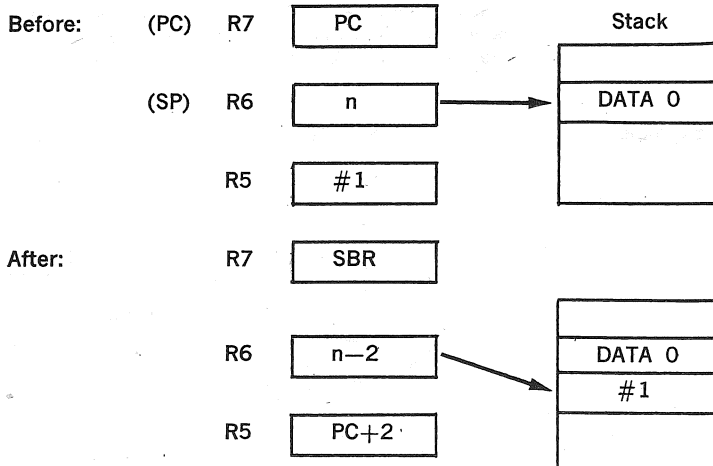 Before: (PC) R7 PC Stack
(SP) R6 n DATA 0
R5 #1
After: R7 SBR
R6 n−2 DATA 0
#1
R5 PC+2